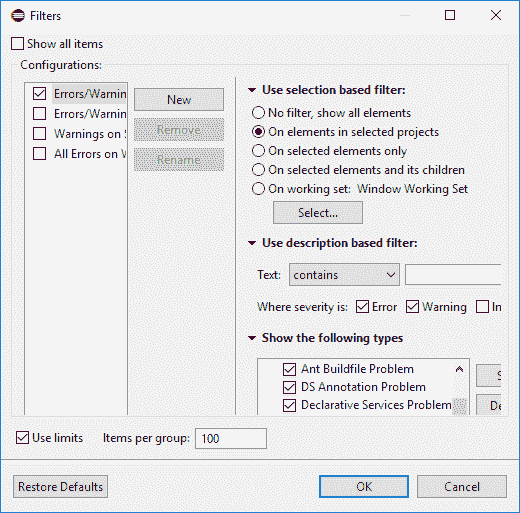 Filters
Show all items
Configurations:
Errors/Warnin
Errors/Warnin
Warnings on S
All Errors on W
New
Remove
Rename
Use selection based filter:
No filter, show all elements
On elements in selected projects
On selected elements only
On selected elements and its children
On working set: Window Working Set
Select...
Use description based filter:
Text: contains
Where severity is: Error Warning In
Show the following types
Ant Buildfile Problem
DS Annotation Problem
Declarative Services Problem
S
De
Use limits Items per group: 100
Restore Defaults OK Cancel